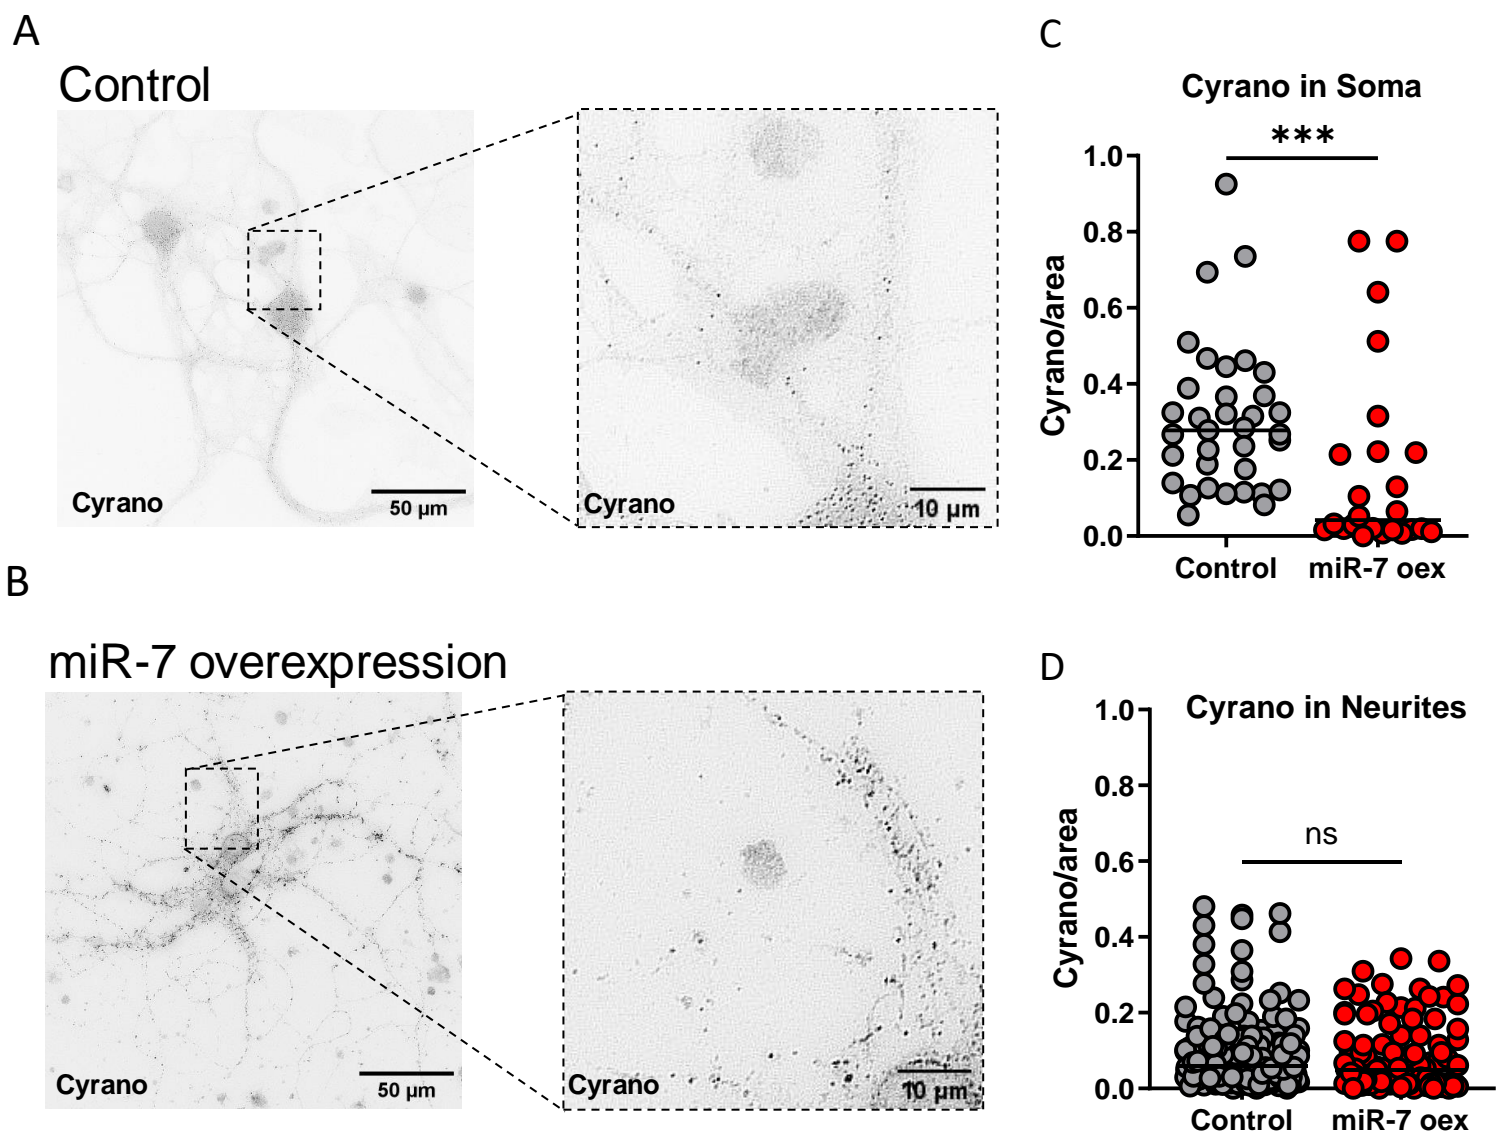 A
Control
Cyrano
50 µm
Cyrano
10 µm
B
miR-7 overexpression
Cyrano
50 µm
Cyrano
10 µm
C
Cyrano in Soma
***
1.0
0.8
0.6
0.4
0.2
0.0
Cyrano/area
Control
miR-7 oex
D
Cyrano in Neurites
ns
1.0
0.8
0.6
0.4
0.2
0.0
Cyrano/area
Control
miR-7 oex